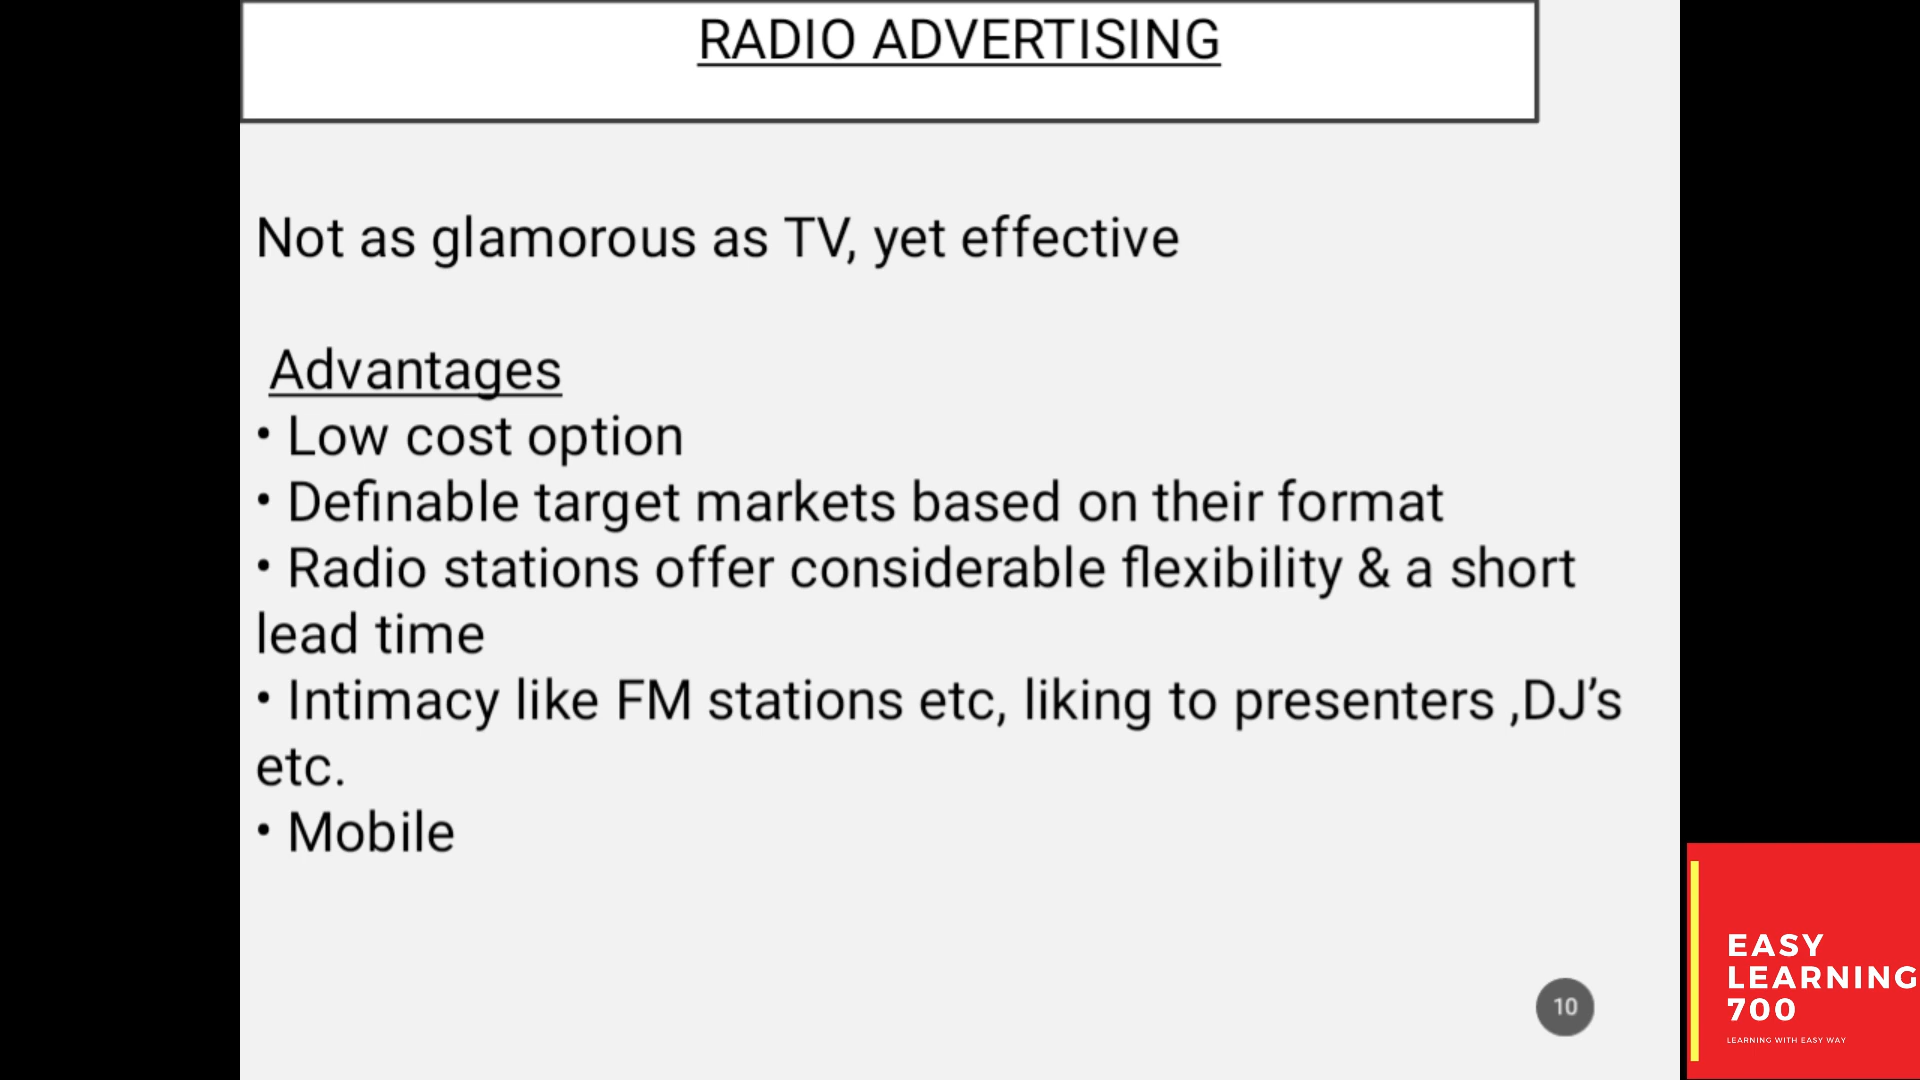 RADIO ADVERTISING
Not as glamorous as TV, yet effective
Advantages
• Low cost option
• Definable target markets based on their format
• Radio stations offer considerable flexibility & a short
lead time
• Intimacy like FM stations etc, liking to presenters ,DJ’s
etc.
• Mobile
10
EASY
LEARNING
700
LEARNING WITH EASY WAY